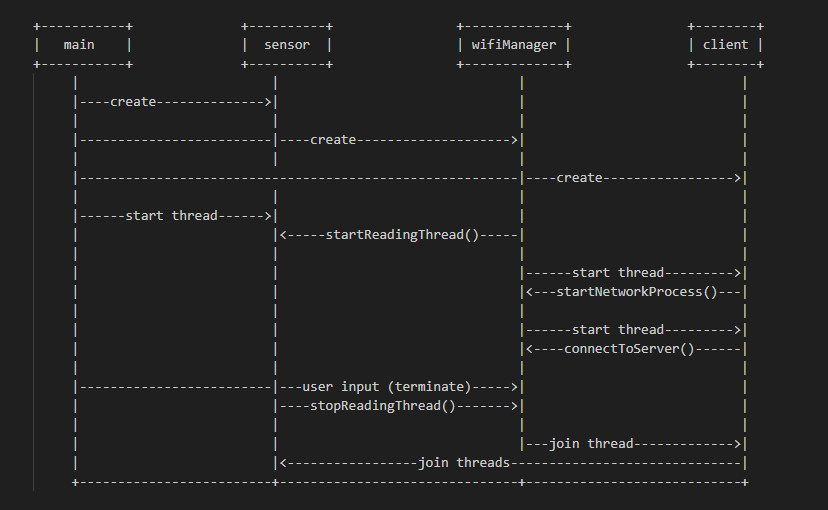 main sensor wifiManager client
create
create
create
start thread
startReadingThread()
start thread
startNetworkProcess()
start thread
connectToServer()
user input (terminate)
stopReadingThread()
join thread
join threads